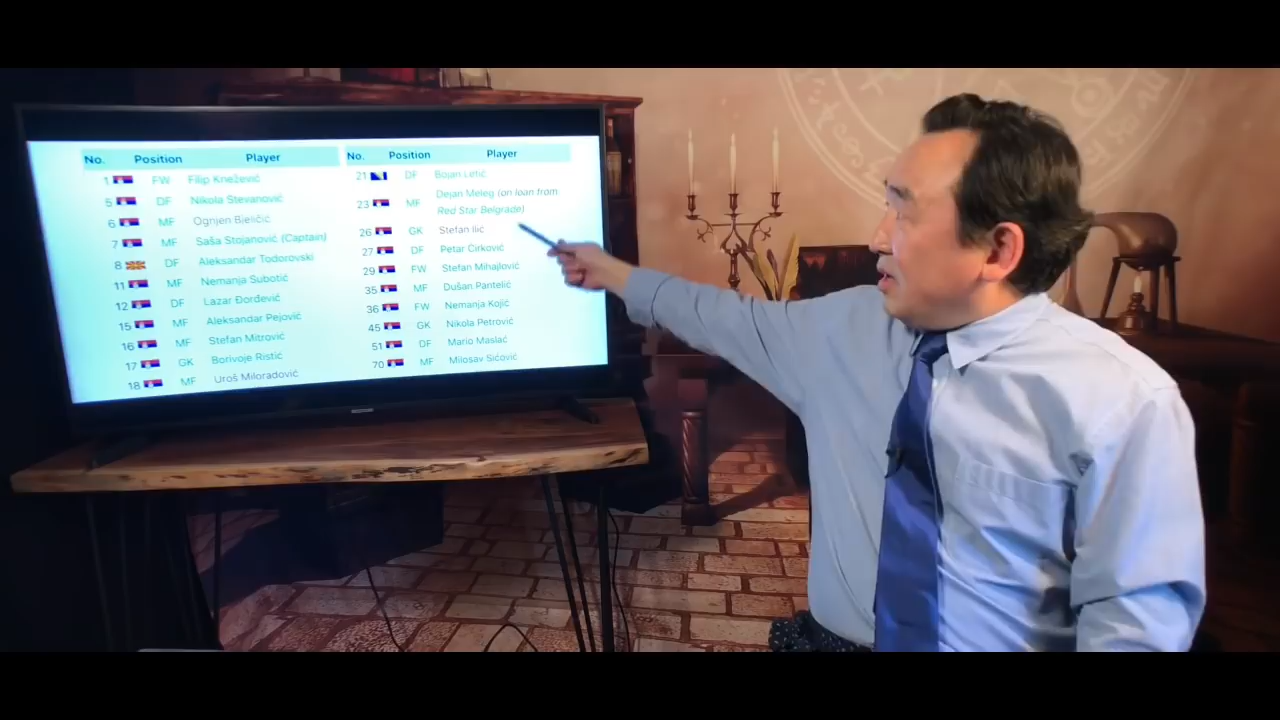 No. Position Player
1 FW Filip Knežević
5 DF Nikola Stevanović
6 MF Ognjen Bjeličić
7 MF Saša Stojanović (Captain)
8 DF Aleksandar Todorovski
11 MF Nemanja Subotić
12 DF Lazar Đorđević
15 MF Aleksandar Pejović
16 MF Stefan Mitrović
17 GK Borivoje Ristić
18 MF Uroš Miloradović
No. Position Player
21 DF Bojan Letić
23 MF Dejan Meleg (on loan from
Red Star Belgrade)
26 GK Stefan Ilić
27 DF Petar Ćirković
29 FW Stefan Mihajlović
35 MF Dušan Pantelić
36 FW Nemanja Kojić
45 GK Nikola Petrović
51 DF Mario Maslać
70 MF Milosav Sićović